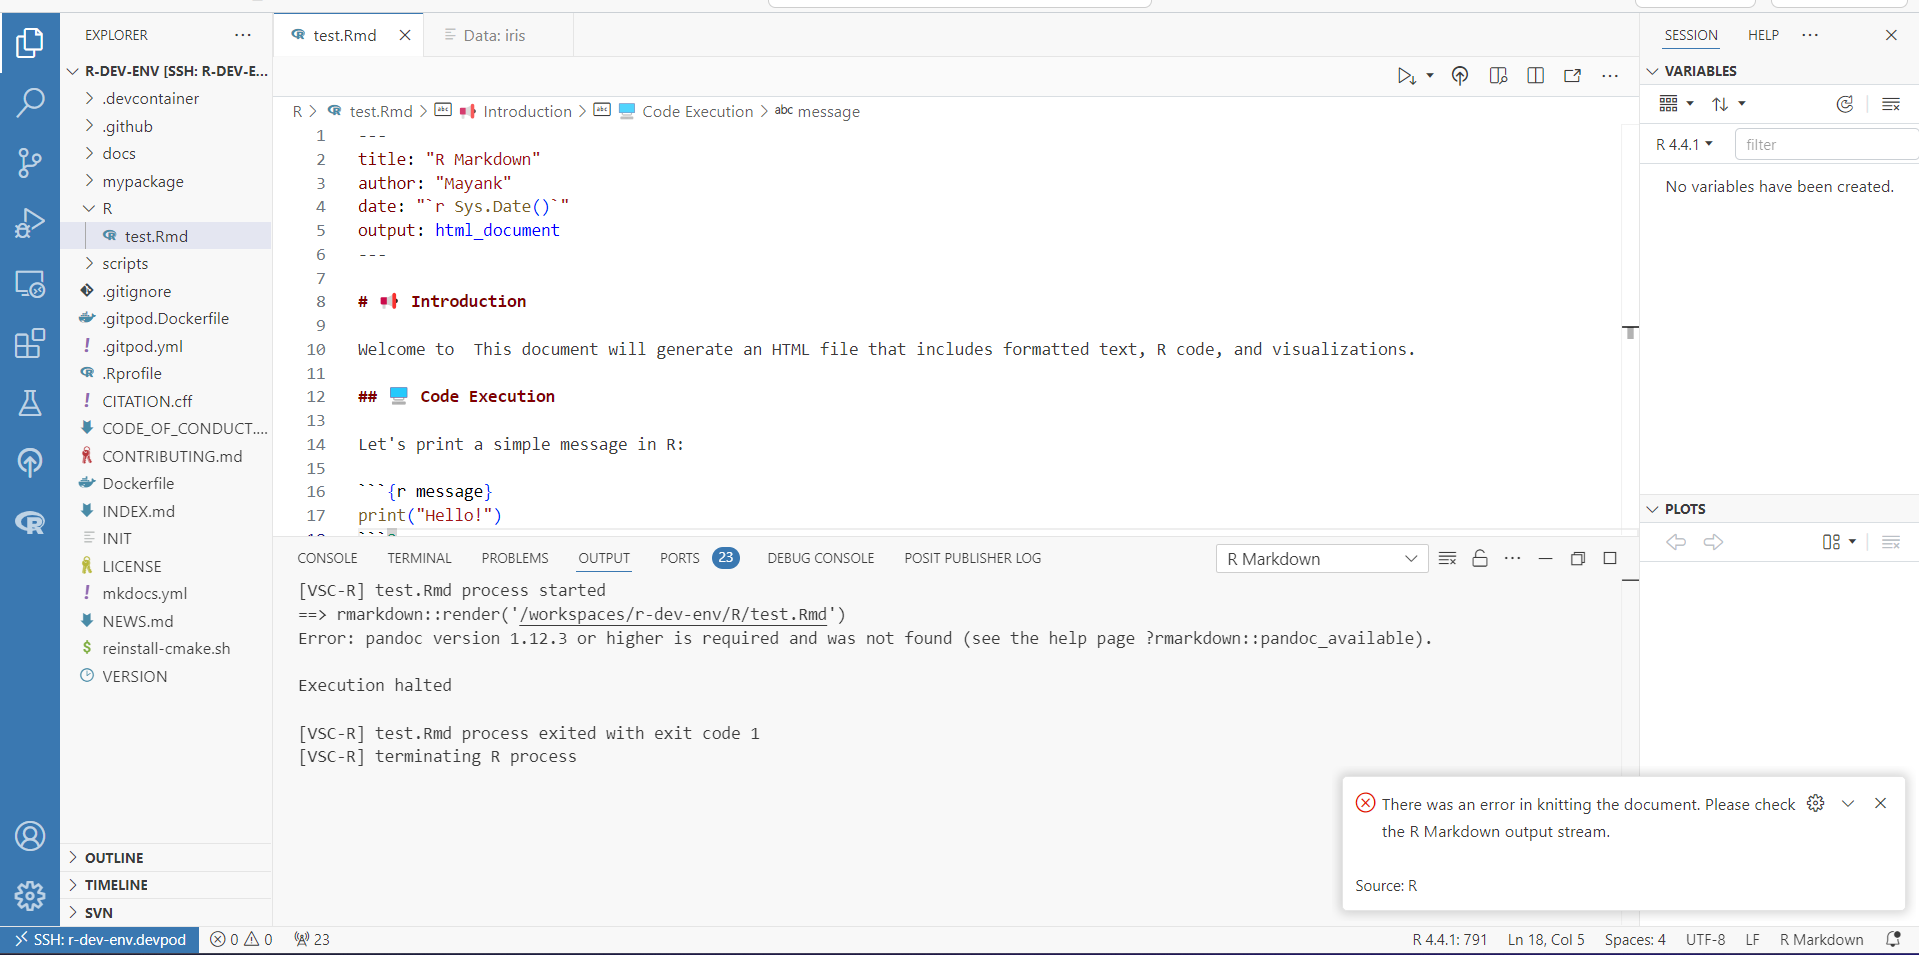 EXPLORER
R-DEV-ENV [SSH: R-DEV-E...
.devcontainer
.github
docs
mypackage
R
test.Rmd
scripts
.gitignore
.gitpod.Dockerfile
.gitpod.yml
.Rprofile
CITATION.cff
CODE_OF_CONDUCT....
CONTRIBUTING.md
Dockerfile
INDEX.md
INIT
LICENSE
mkdocs.yml
NEWS.md
reinstall-cmake.sh
VERSION
OUTLINE
TIMELINE
SVN
test.Rmd
Data: iris
R > test.Rmd > Introduction > Code Execution > abc message
1 ---
2 title: "R Markdown"
3 author: "Mayank"
4 date: "`r Sys.Date()`"
5 output: html_document
6 ---
7
8 # 📢 Introduction
9
10 Welcome to  This document will generate an HTML file that includes formatted text, R code, and visualizations.
11
12 ## 🖥️ Code Execution
13
14 Let's print a simple message in R:
15
16 ```{r message}
17 print("Hello!")
CONSOLE TERMINAL PROBLEMS OUTPUT PORTS 23 DEBUG CONSOLE POSIT PUBLISHER LOG
R Markdown
[VSC-R] test.Rmd process started
==> rmarkdown::render('/workspaces/r-dev-env/R/test.Rmd')
Error: pandoc version 1.12.3 or higher is required and was not found (see the help page ?rmarkdown::pandoc_available).
Execution halted
[VSC-R] test.Rmd process exited with exit code 1
[VSC-R] terminating R process
SESSION HELP
VARIABLES
R 4.4.1
filter
No variables have been created.
PLOTS
There was an error in knitting the document. Please check
the R Markdown output stream.
Source: R
SSH: r-dev-env.devpod 0 0 23
R 4.4.1: 791 Ln 18, Col 5 Spaces: 4 UTF-8 LF R Markdown